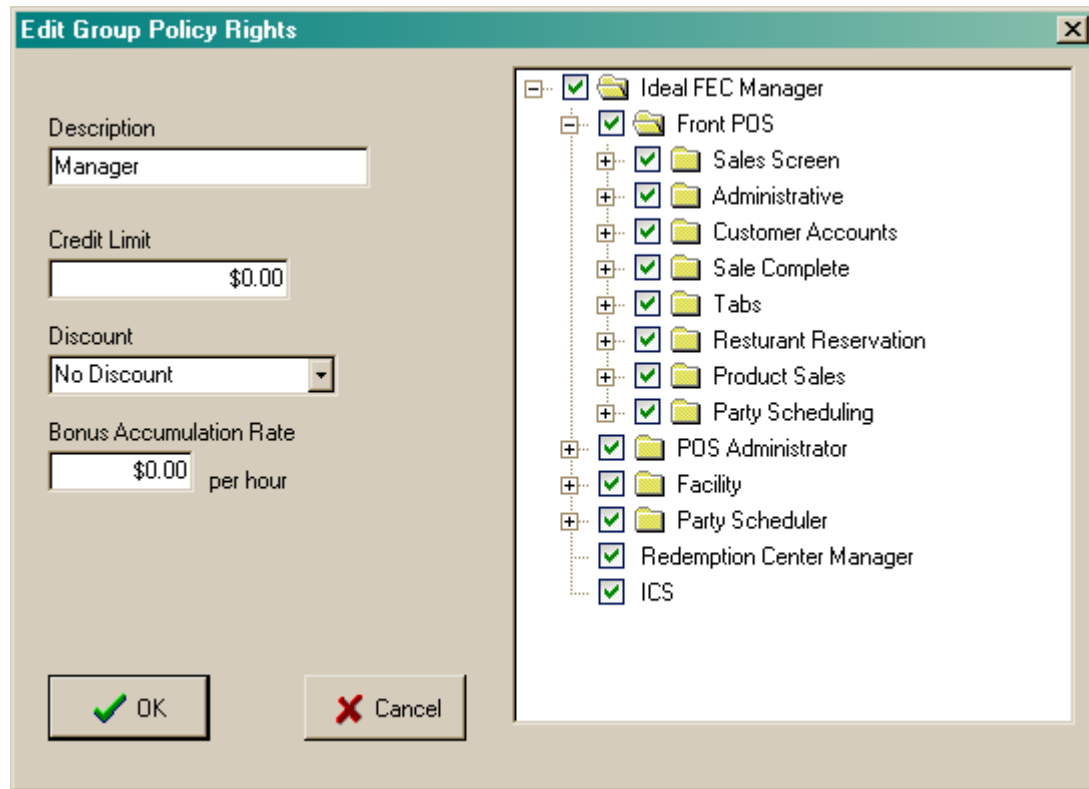 Edit Group Policy Rights
Description
Manager
Credit Limit
$0.00
Discount
No Discount
Bonus Accumulation Rate
$0.00 per hour
OK
Cancel
Ideal FEC Manager
Front POS
Sales Screen
Administrative
Customer Accounts
Sale Complete
Tabs
Resturant Reservation
Product Sales
Party Scheduling
POS Administrator
Facility
Party Scheduler
Redemption Center Manager
ICS